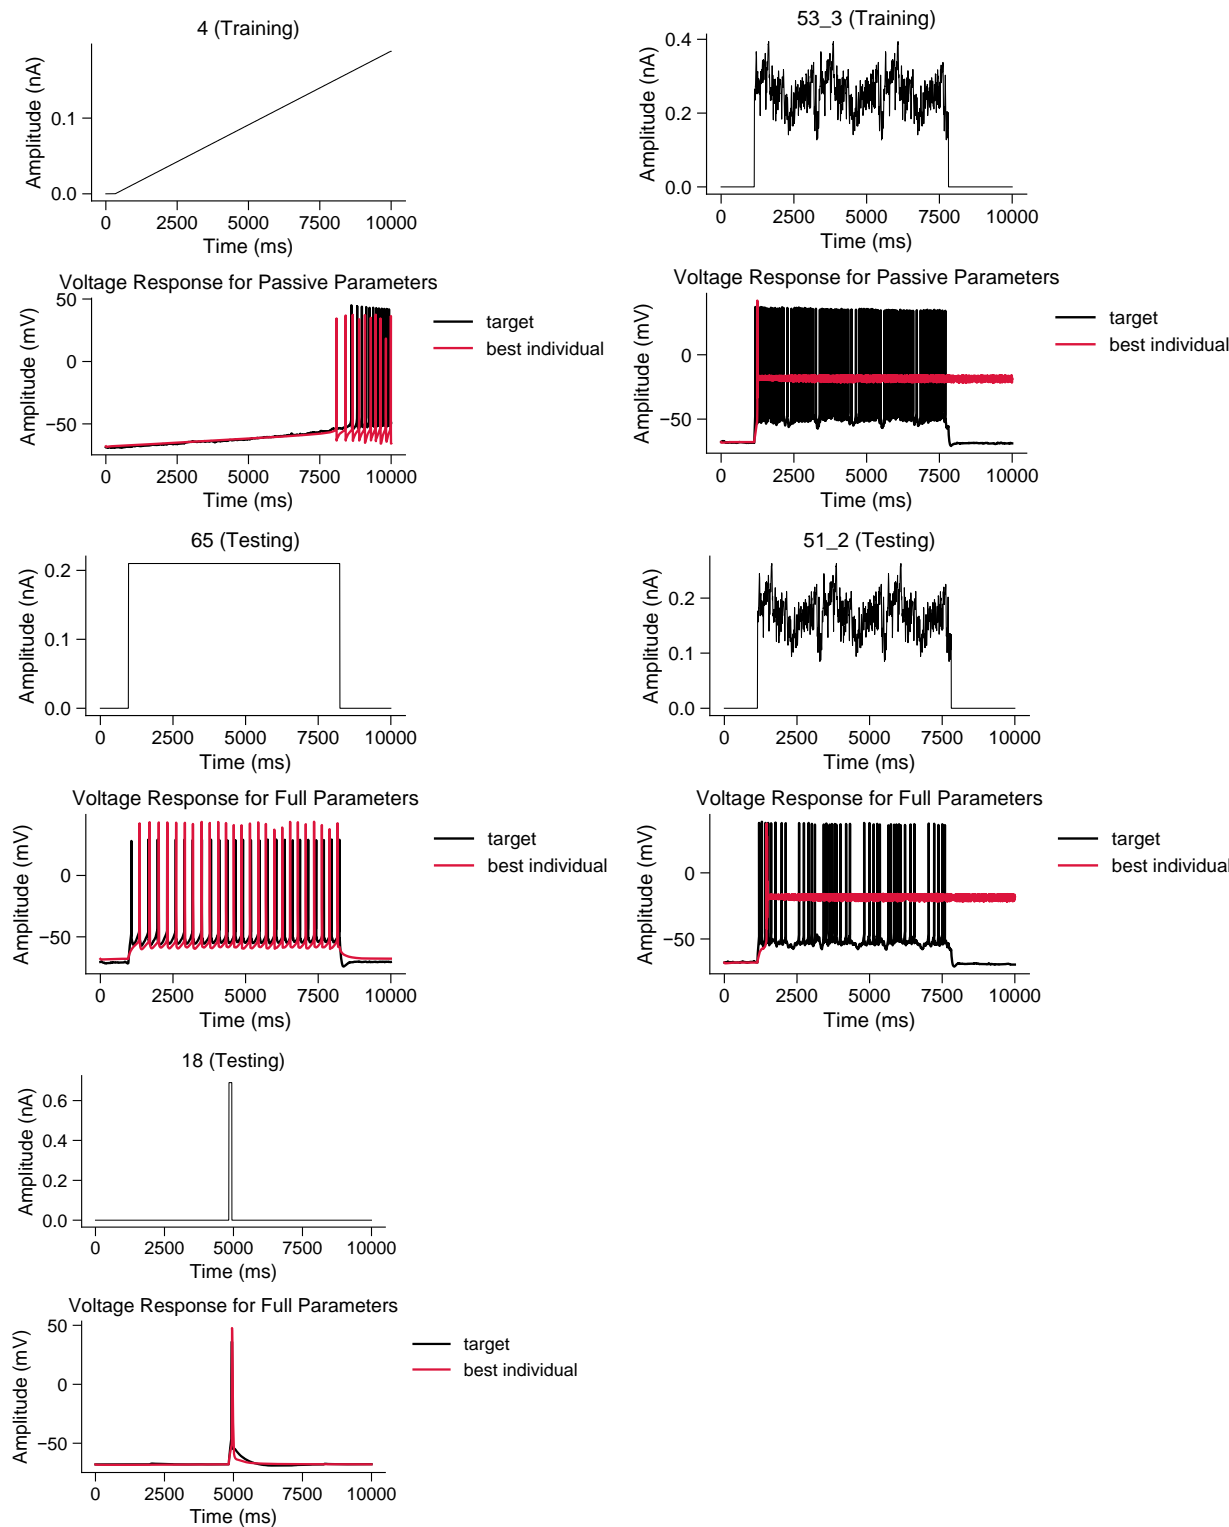 4 (Training)
Amplitude (nA)
0.1
0.0
0 2500 5000 7500 10000
Time (ms)
Voltage Response for Passive Parameters
Amplitude (mV)
50
0
−50
target
best individual
0 2500 5000 7500 10000
Time (ms)
53_3 (Training)
Amplitude (nA)
0.4
0.2
0.0
0 2500 5000 7500 10000
Time (ms)
Voltage Response for Passive Parameters
Amplitude (mV)
0
−50
target
best individual
0 2500 5000 7500 10000
Time (ms)
65 (Testing)
Amplitude (nA)
0.2
0.1
0.0
0 2500 5000 7500 10000
Time (ms)
Voltage Response for Full Parameters
Amplitude (mV)
0
−50
target
best individual
0 2500 5000 7500 10000
Time (ms)
51_2 (Testing)
Amplitude (nA)
0.2
0.1
0.0
0 2500 5000 7500 10000
Time (ms)
Voltage Response for Full Parameters
Amplitude (mV)
0
−50
target
best individual
0 2500 5000 7500 10000
Time (ms)
18 (Testing)
Amplitude (nA)
0.6
0.4
0.2
0.0
0 2500 5000 7500 10000
Time (ms)
Voltage Response for Full Parameters
Amplitude (mV)
50
0
−50
target
best individual
0 2500 5000 7500 10000
Time (ms)